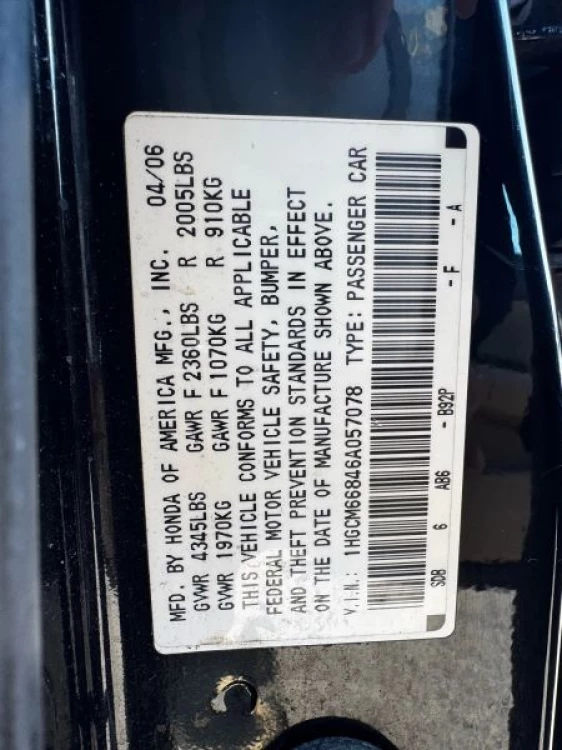 MFD. BY HONDA OF AMERICA MFG., INC. 04/06
GVWR 4345LBS GAWR F 2360LBS R 2005LBS
GVWR 1970KG GAWR F 1070KG R 910KG
THIS VEHICLE CONFORMS TO ALL APPLICABLE
FEDERAL MOTOR VEHICLE SAFETY, BUMPER,
AND THEFT PREVENTION STANDARDS IN EFFECT
ON THE DATE OF MANUFACTURE SHOWN ABOVE.
V.I.N.: 1HGCM66846A057078 TYPE: PASSENGER CAR
SDB 6 AB6 - B92P - F - A